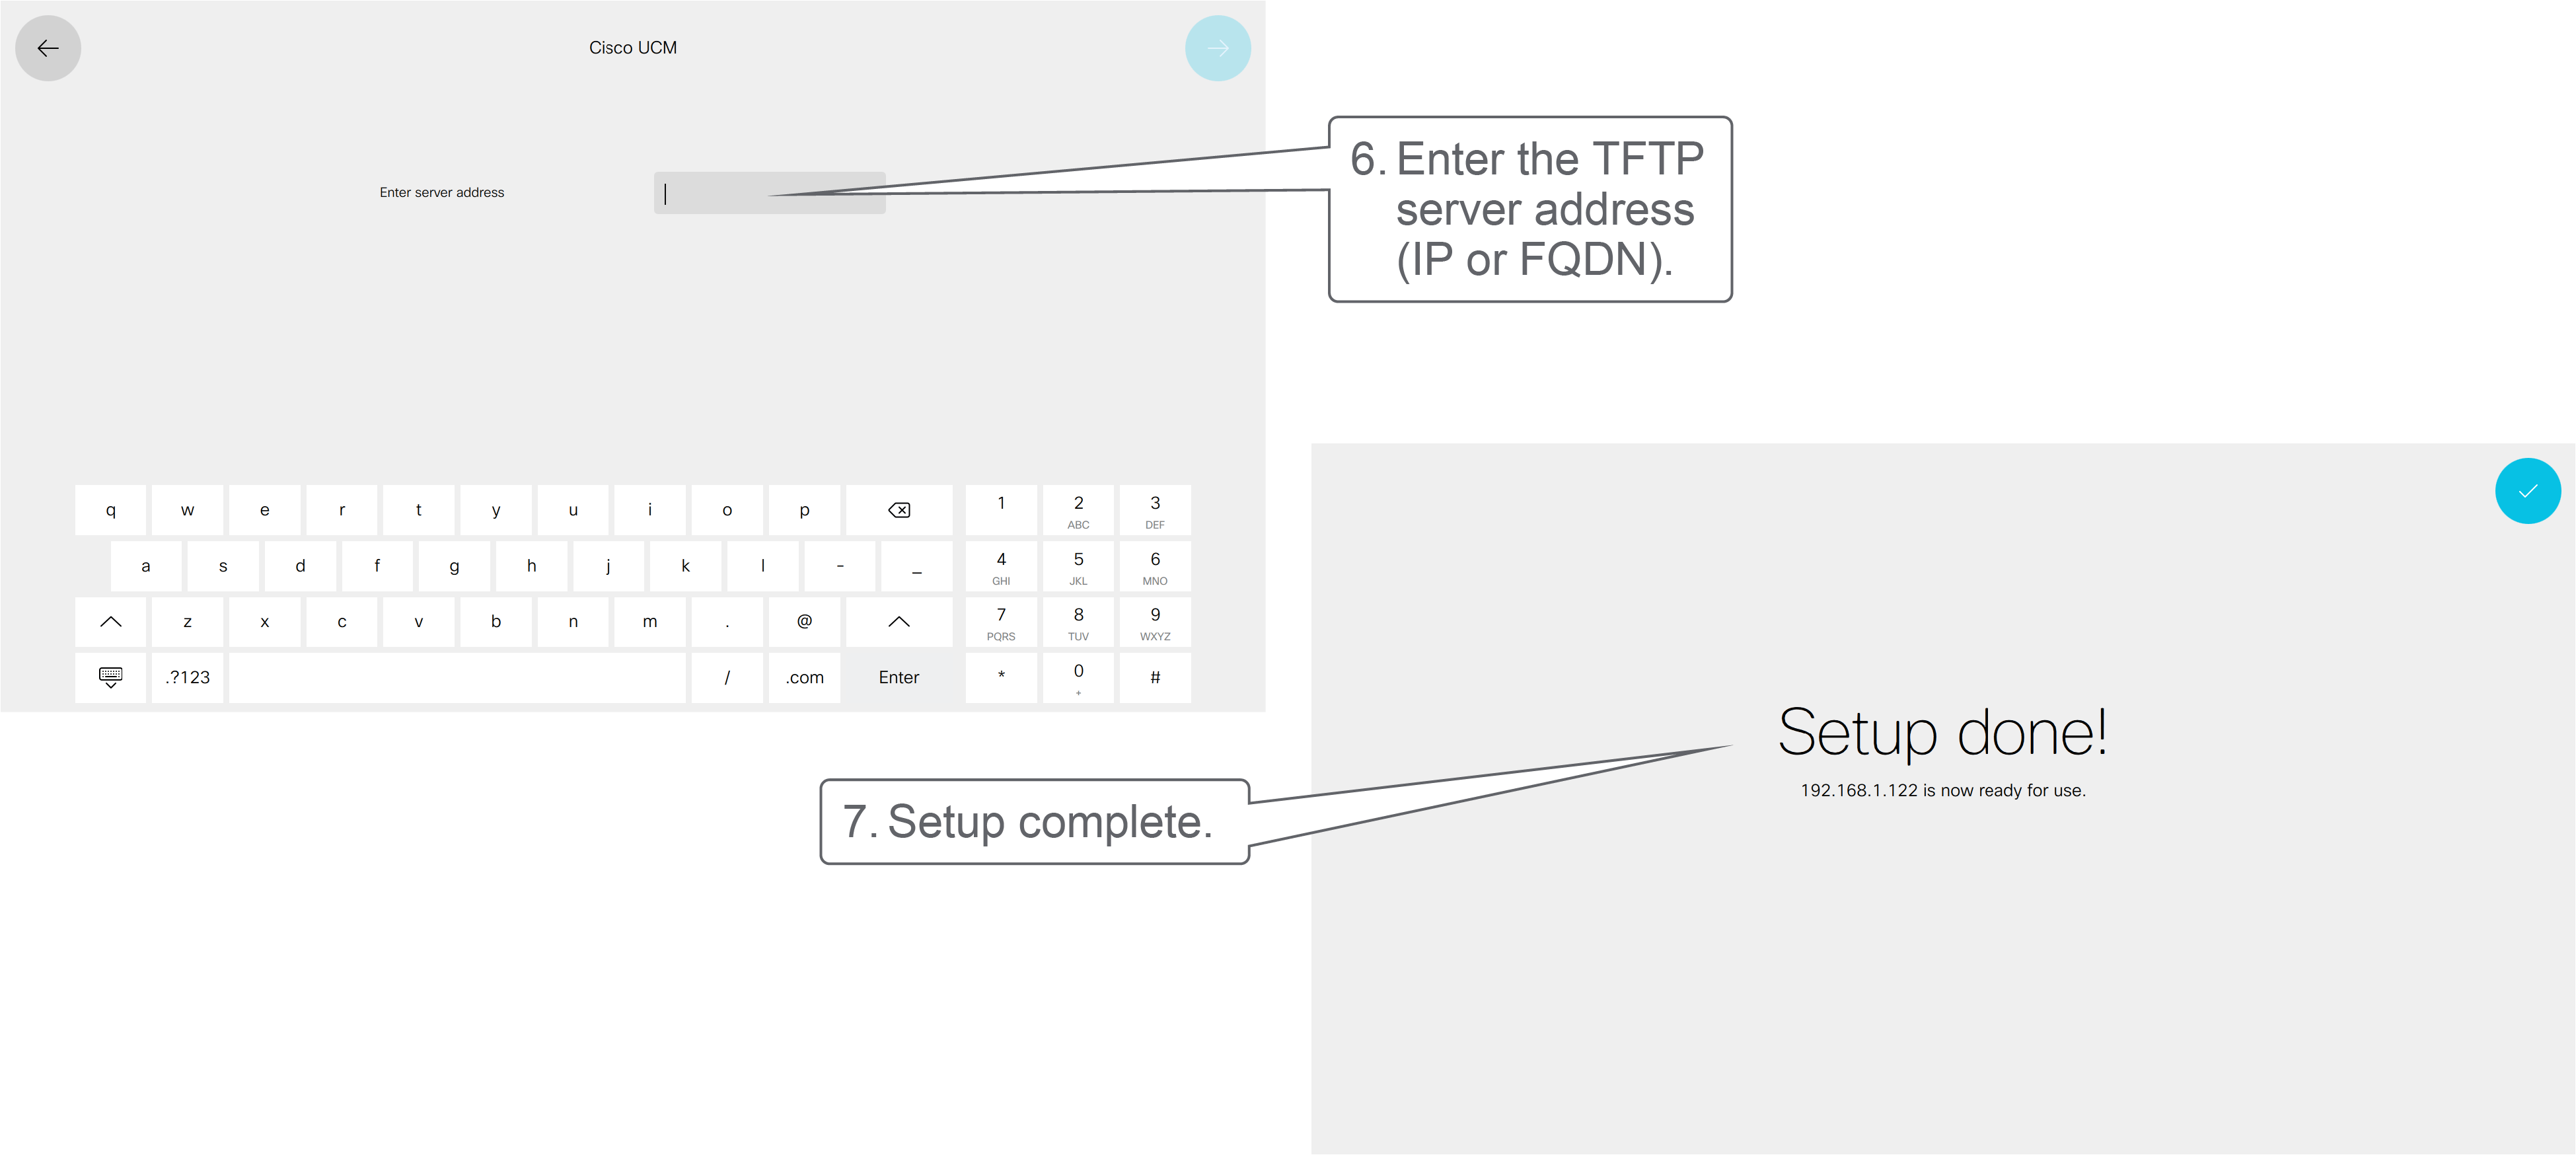 Cisco UCM
Enter server address
6. Enter the TFTP
server address
(IP or FQDN).
q w e r t y u i o p 1 2 3
ABC DEF
a s d f g h j k l - _ 4 5 6
GHI JKL MNO
z x c v b n m . @ 7 8 9
PQRS TUV WXYZ
.?123 / .com Enter * 0 #
+
Setup done!
192.168.1.122 is now ready for use.
7. Setup complete.